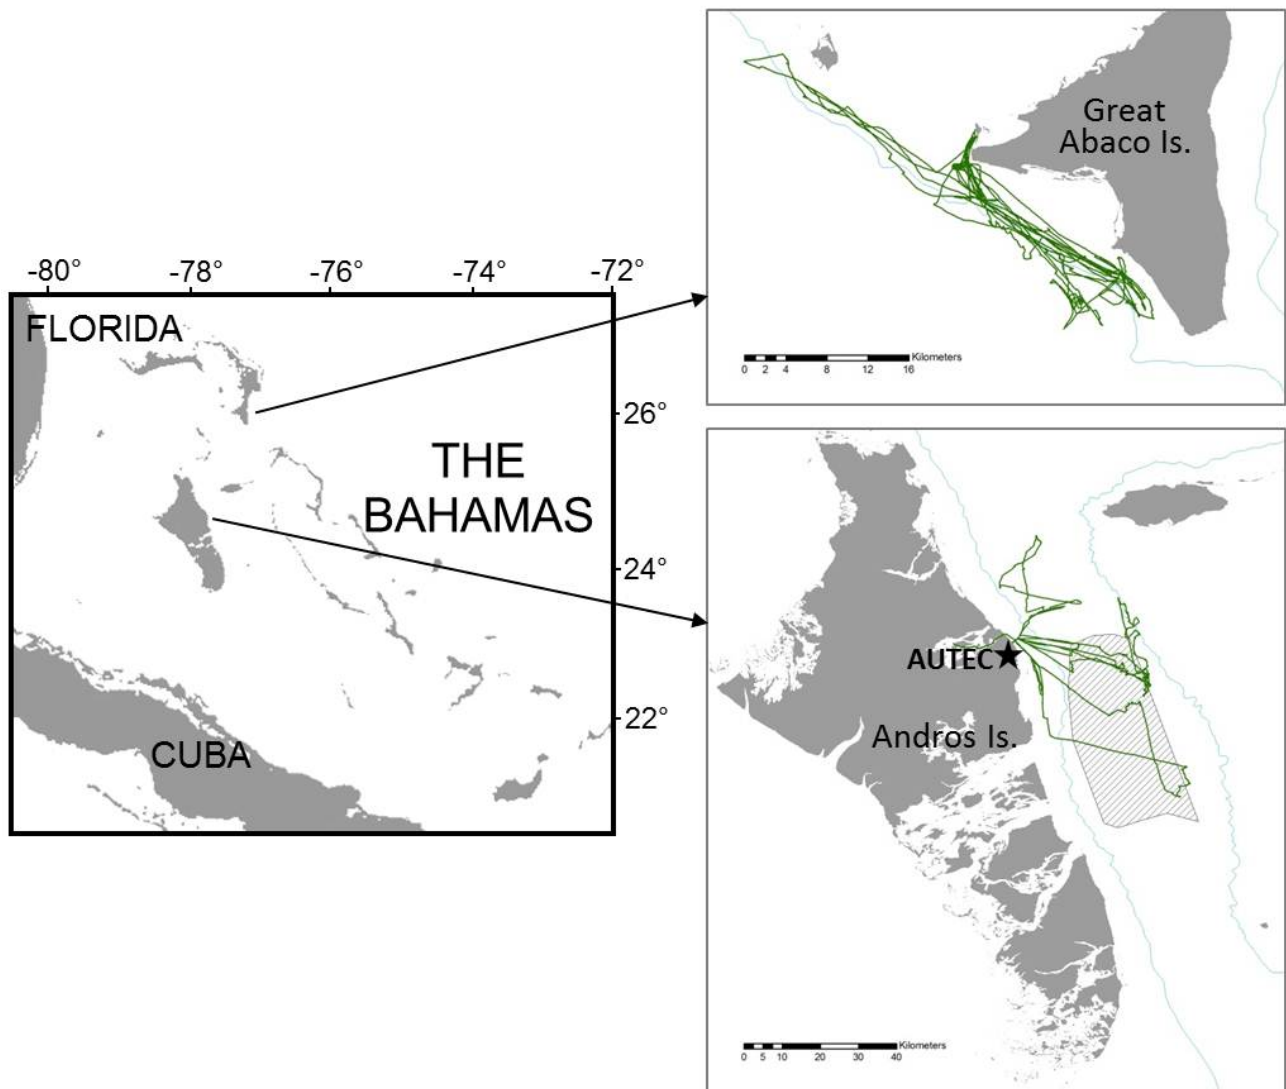 -80°
-78°
-76°
-74°
-72°
FLORIDA
26°
THE
BAHAMAS
24°
22°
CUBA
Great
Abaco Is.
0 2 4 8 12 16 Kilometers
AUTEC
Andros Is.
0 5 10 20 30 40 Kilometers